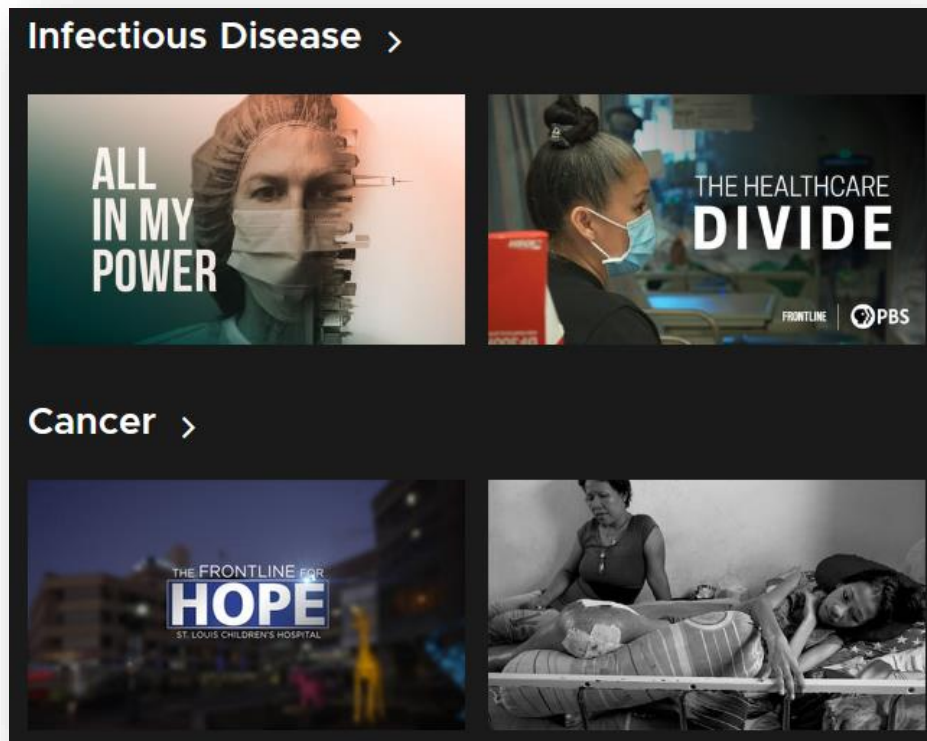 Infectious Disease >
ALL
IN MY
POWER
THE HEALTHCARE
DIVIDE
FRONTLINE | PBS
Cancer >
THE FRONTLINE FOR
HOPE
ST. LOUIS CHILDREN'S HOSPITAL